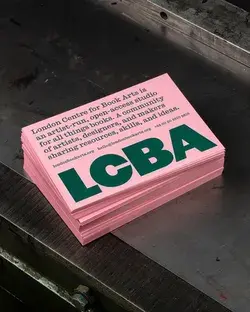 London Centre for Book Arts is
an artist-run, open-access studio
for all things books. A community
of artists, designers, and makers
sharing resources, skills, and ideas.
LCBA